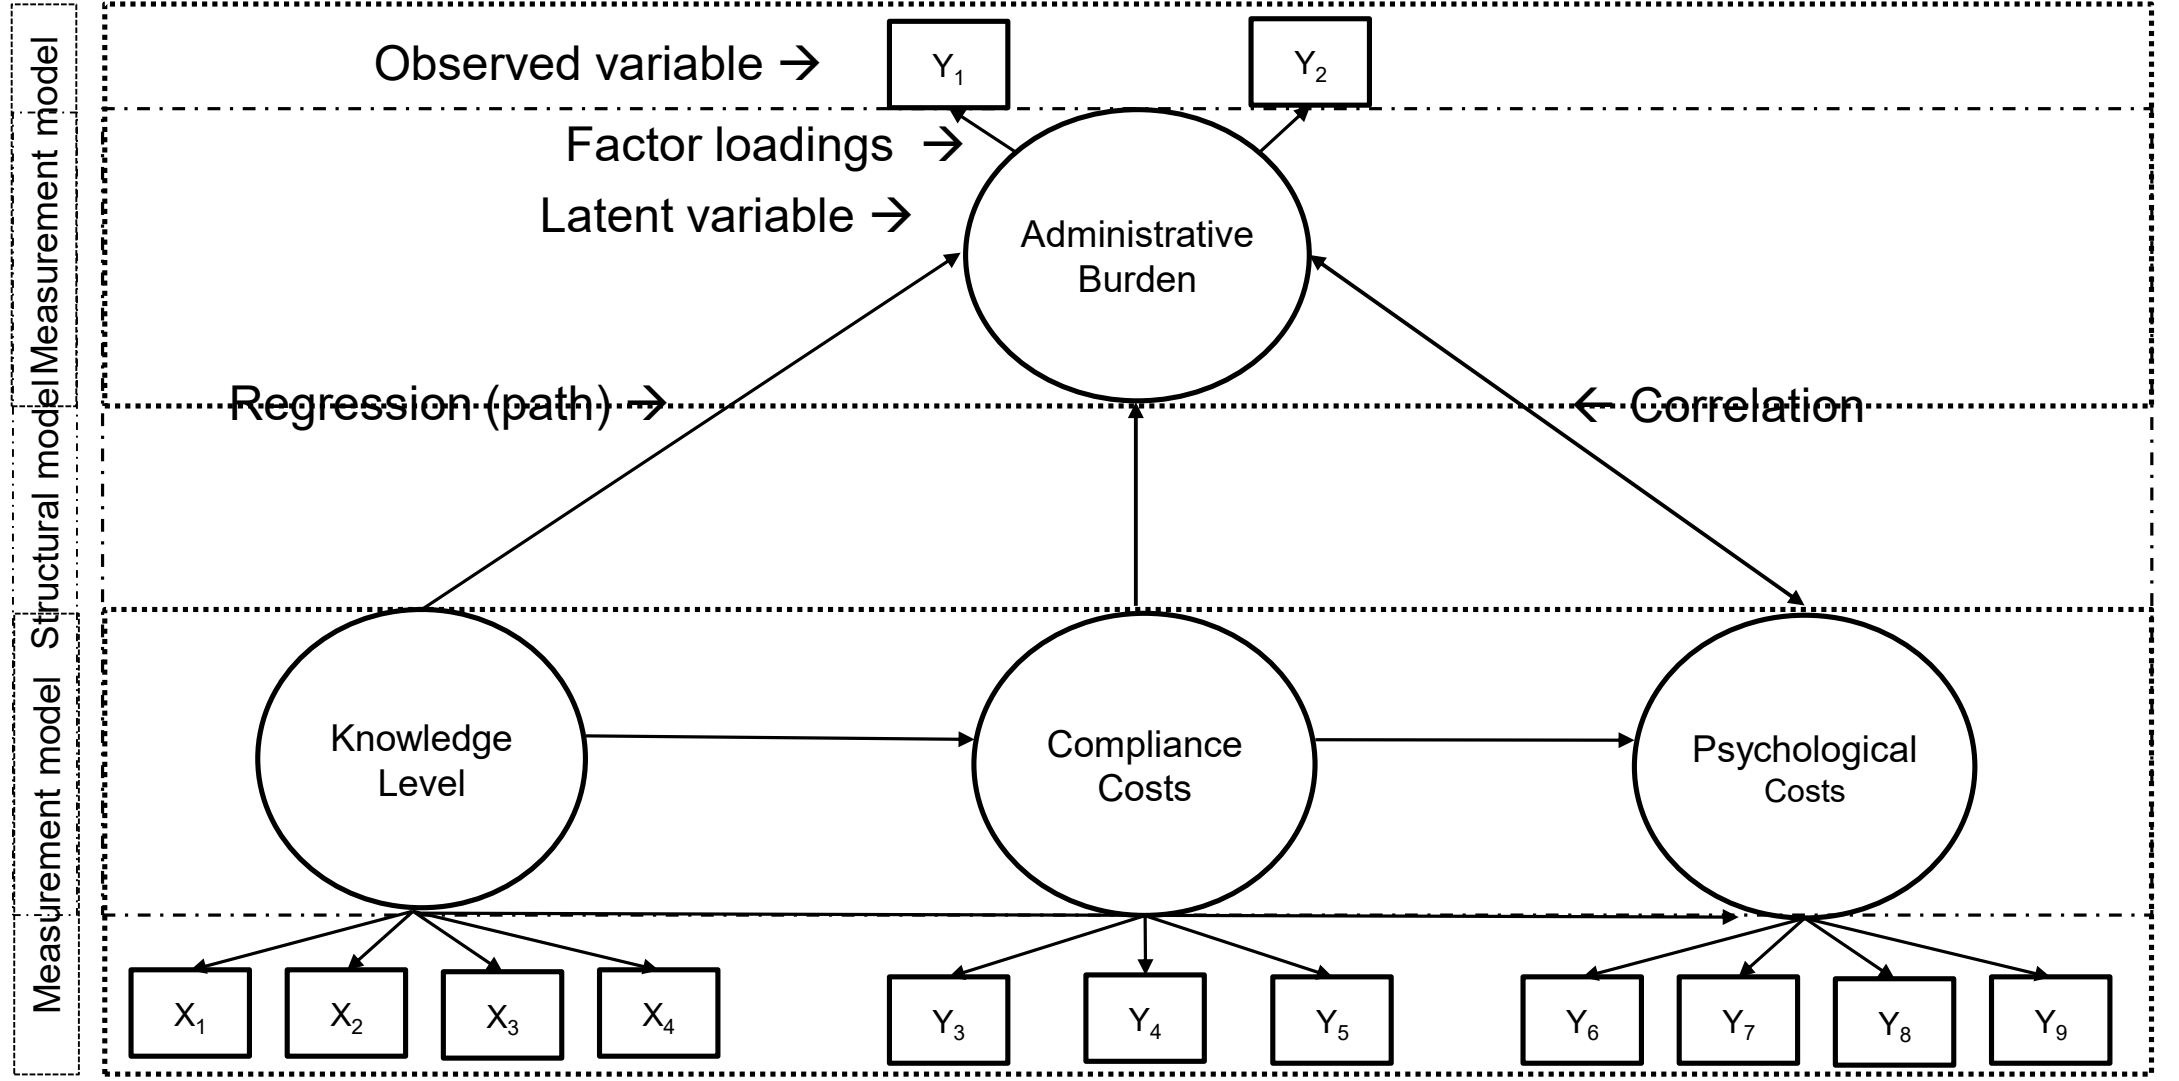 Observed variable →
Y1
Y2
Factor loadings →
Latent variable →
Administrative
Burden
Regression (path) →
← Correlation
Measurement model
Structural model
Measurement model
Knowledge
Level
Compliance
Costs
Psychological
Costs
X1
X2
X3
X4
Y3
Y4
Y5
Y6
Y7
Y8
Y9